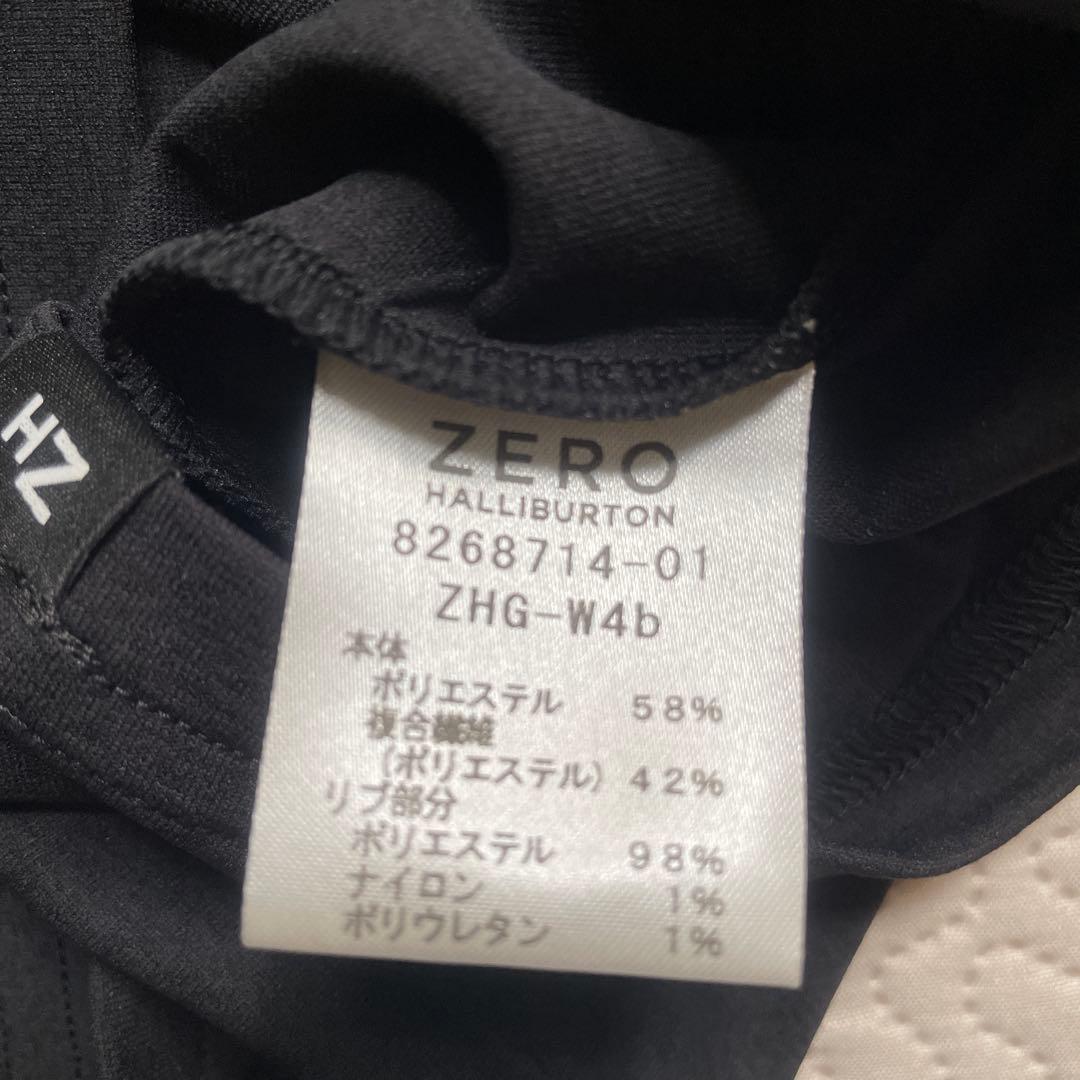 HZ
ZERO
HALLIBURTON
8268714-01
ZHG-W4b
本体
ポリエステル 58%
複合繊維
(ポリエステル) 42%
リブ部分
ポリエステル 98%
ナイロン 1%
ポリウレタン 1%